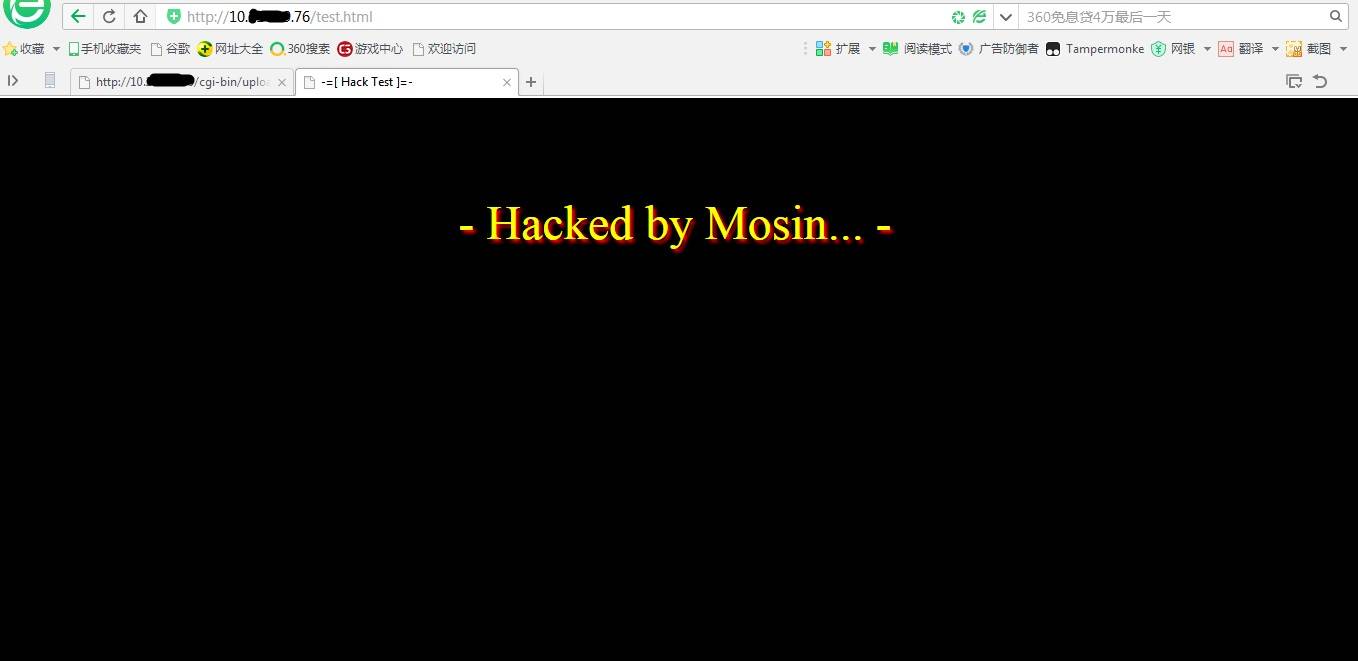 http://10. .76/test.html
360免息贷4万最后一天
收藏 手机收藏夹 谷歌 网址大全 360搜索 游戏中心 欢迎访问 扩展 阅读模式 广告防御者 Tampermonke 网银 Aa 翻译 截图
http://10. /cgi-bin/uploa
-=[ Hack Test ]=-
- Hacked by Mosin... -